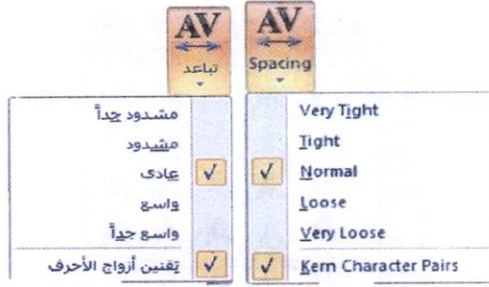 AV
تباعد
مشدود جداً
مشدود
عادى
واسع
واسع جداً
تقنين أزواج الأحرف
AV
Spacing
Very Tight
Tight
Normal
Loose
Very Loose
Kern Character Pairs